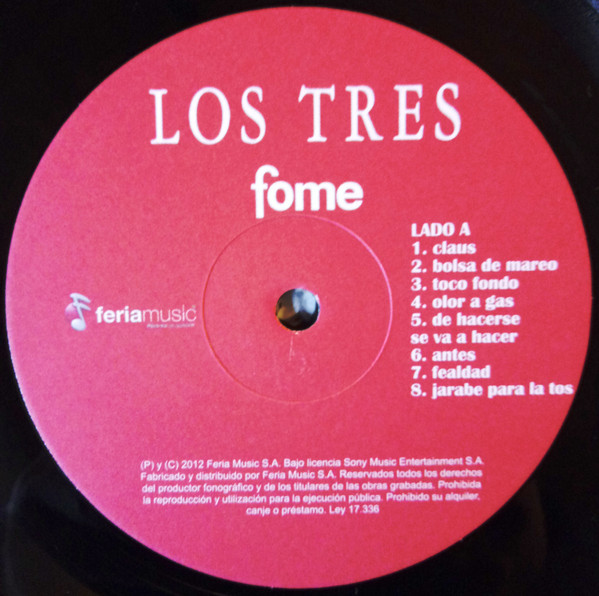 LOS TRES
fome
LADO A
1. claus
2. bolsa de mareo
3. toco fondo
4. olor a gas
5. de hacerse
se va a hacer
6. antes
7. fealdad
8. jarabe para la tos
feriamusic
(P) y (C) 2012 Feria Music S.A. Bajo licencia Sony Music Entertainment S.A.
Fabricado y distribuido por Feria Music S.A. Reservados todos los derechos
del productor fonográfico y de los titulares de las obras grabadas. Prohibida
la reproducción y utilización para la ejecución pública. Prohibido su alquiler,
canje o préstamo. Ley 17.336